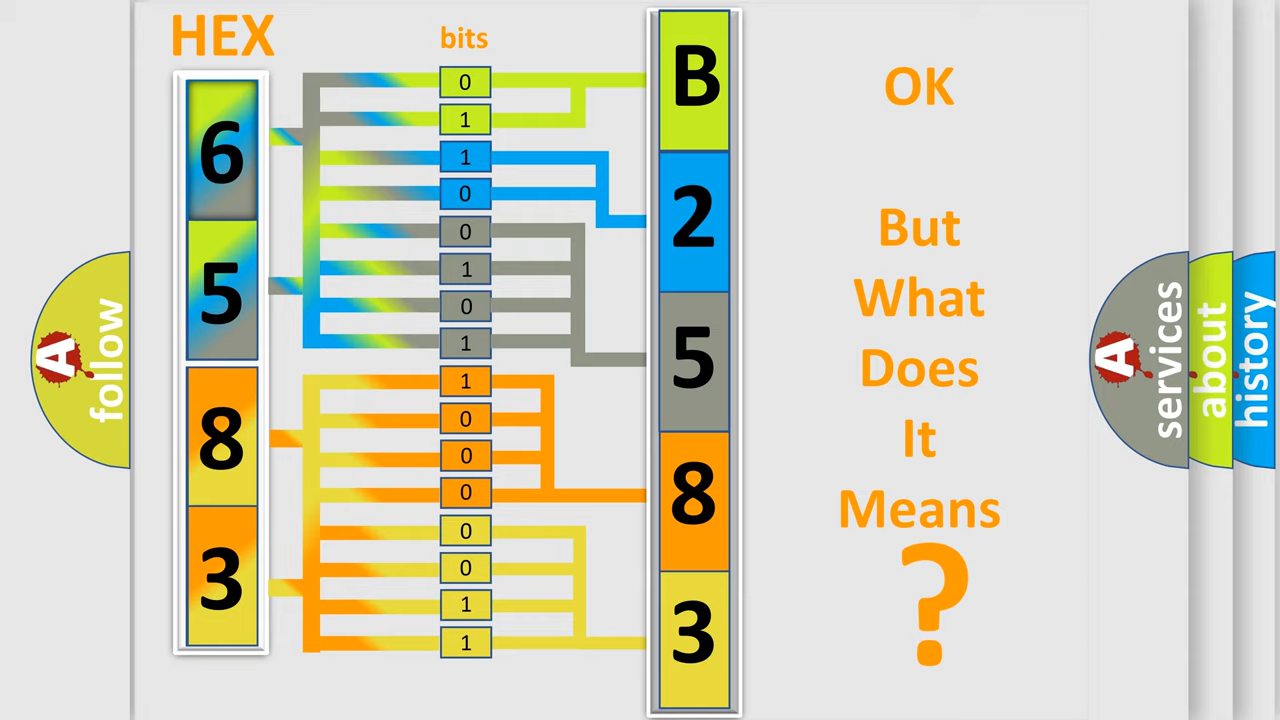 HEX
bits
6
5
8
3
0
1
1
0
0
1
0
1
1
0
0
0
0
0
1
1
B
2
5
8
3
OK
But
What
Does
It
Means
?
A
follow
A
services
about
history